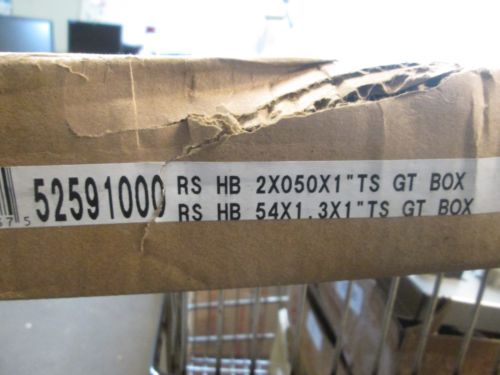 52591000 RS HB 2X050X1"TS GT BOX
RS HB 54X1.3X1"TS GT BOX